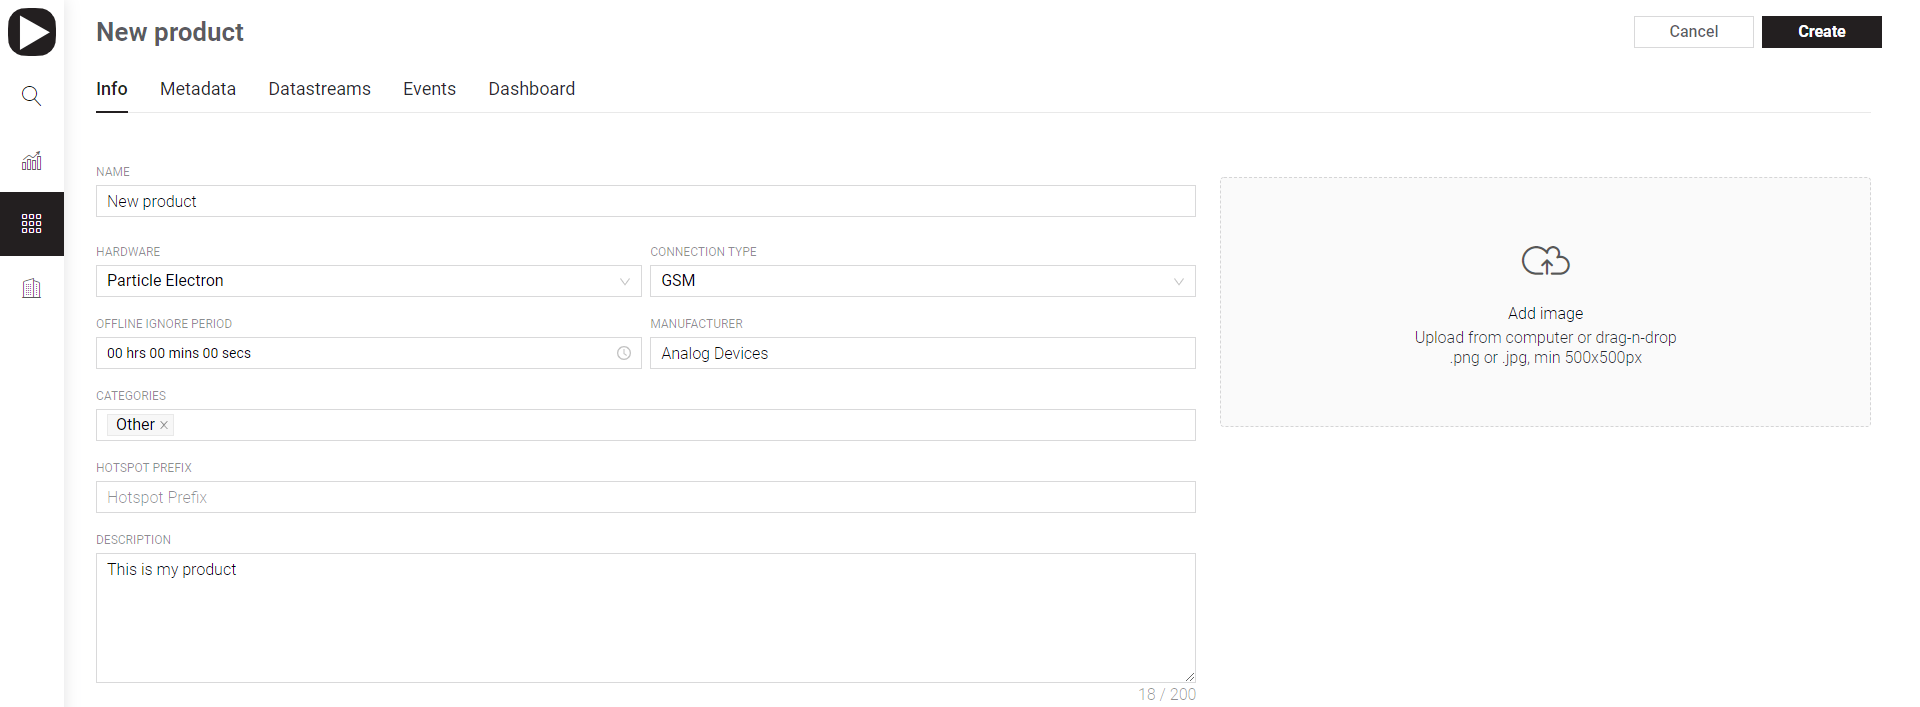 New product
Cancel
Create
Info
Metadata
Datastreams
Events
Dashboard
NAME
New product
HARDWARE
CONNECTION TYPE
Particle Electron
GSM
OFFLINE IGNORE PERIOD
MANUFACTURER
00 hrs 00 mins 00 secs
Analog Devices
CATEGORIES
Other
HOTSPOT PREFIX
Hotspot Prefix
DESCRIPTION
This is my product
18 / 200
Add image
Upload from computer or drag-n-drop
.png or .jpg, min 500x500px